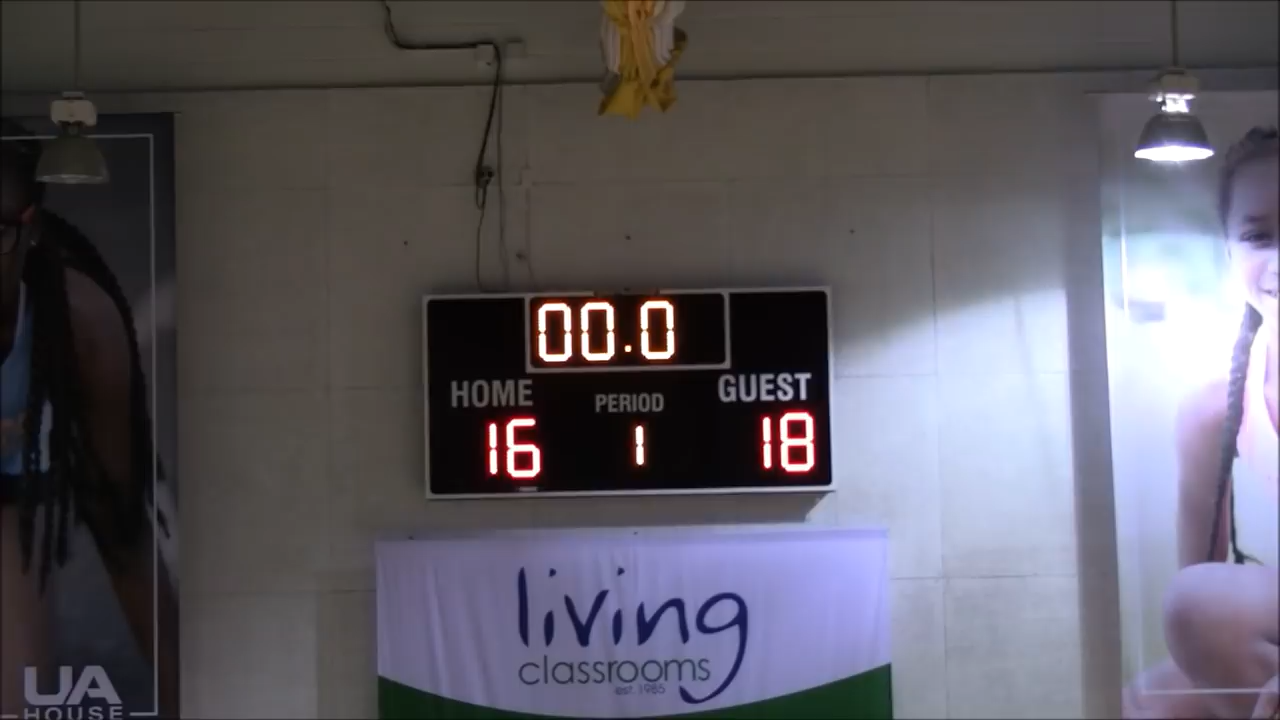 00.0
HOME PERIOD GUEST
16 1 18
living
classrooms
est. 1985
UA
HOUSE